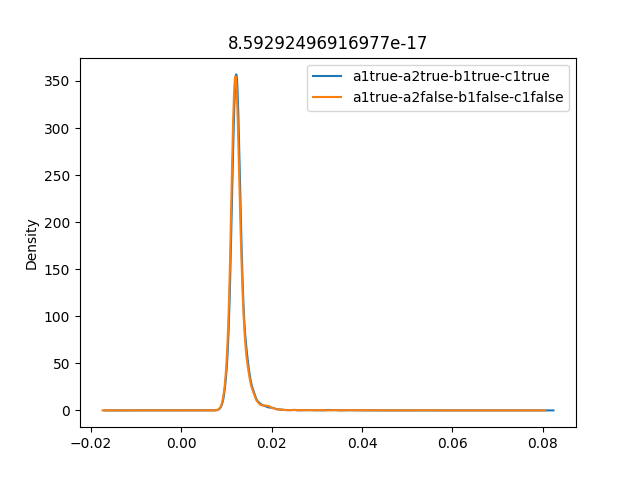 8.59292496916977e-17
a1true-a2true-b1true-c1true
a1true-a2false-b1false-c1false
Density
350
300
250
200
150
100
50
0
−0.02 0.00 0.02 0.04 0.06 0.08